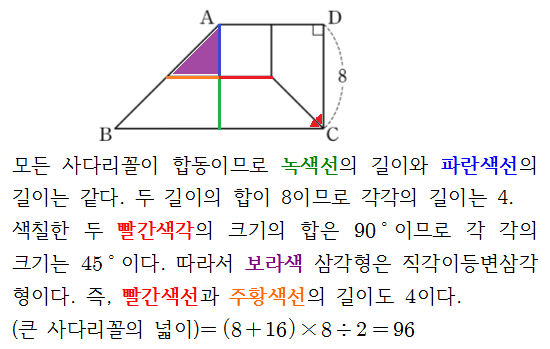 A D
8
B C
모든 사다리꼴이 합동이므로 녹색선의 길이와 파란색선의
길이는 같다. 두 길이의 합이 8이므로 각각의 길이는 4.
색칠한 두 빨간색각의 크기의 합은 90°이므로 각 각의
크기는 45°이다. 따라서 보라색 삼각형은 직각이등변삼각
형이다. 즉, 빨간색선과 주황색선의 길이도 4이다.
(큰 사다리꼴의 넓이)=(8+16)×8÷2=96